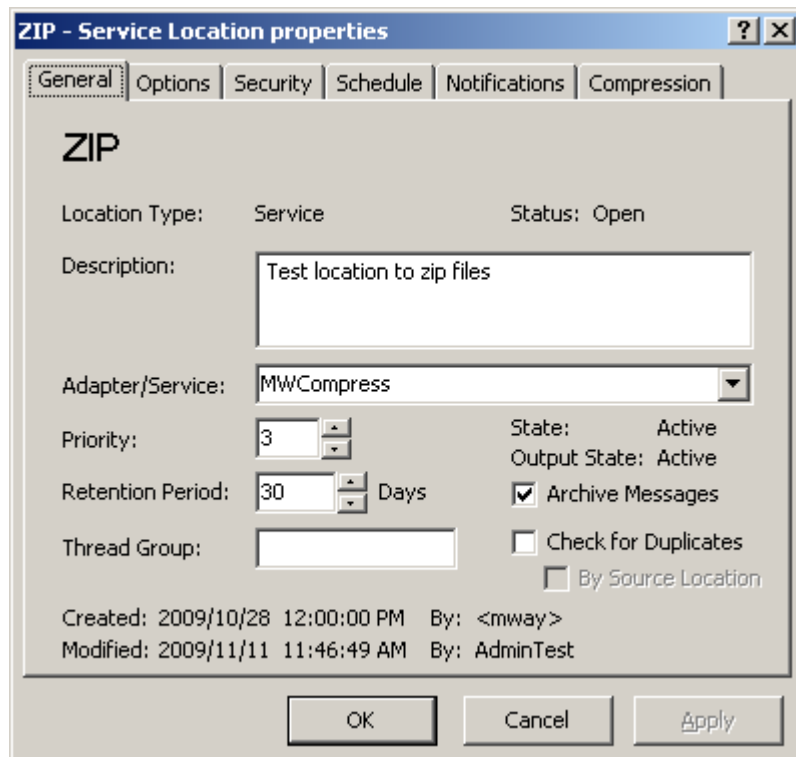 ZIP - Service Location properties
General Options Security Schedule Notifications Compression
ZIP
Location Type: Service Status: Open
Description: Test location to zip files
Adapter/Service: MWCompress
Priority: 3 State: Active
Output State: Active
Retention Period: 30 Days Archive Messages
Thread Group: Check for Duplicates
By Source Location
Created: 2009/10/28 12:00:00 PM By: <mway>
Modified: 2009/11/11 11:46:49 AM By: AdminTest
OK Cancel Apply